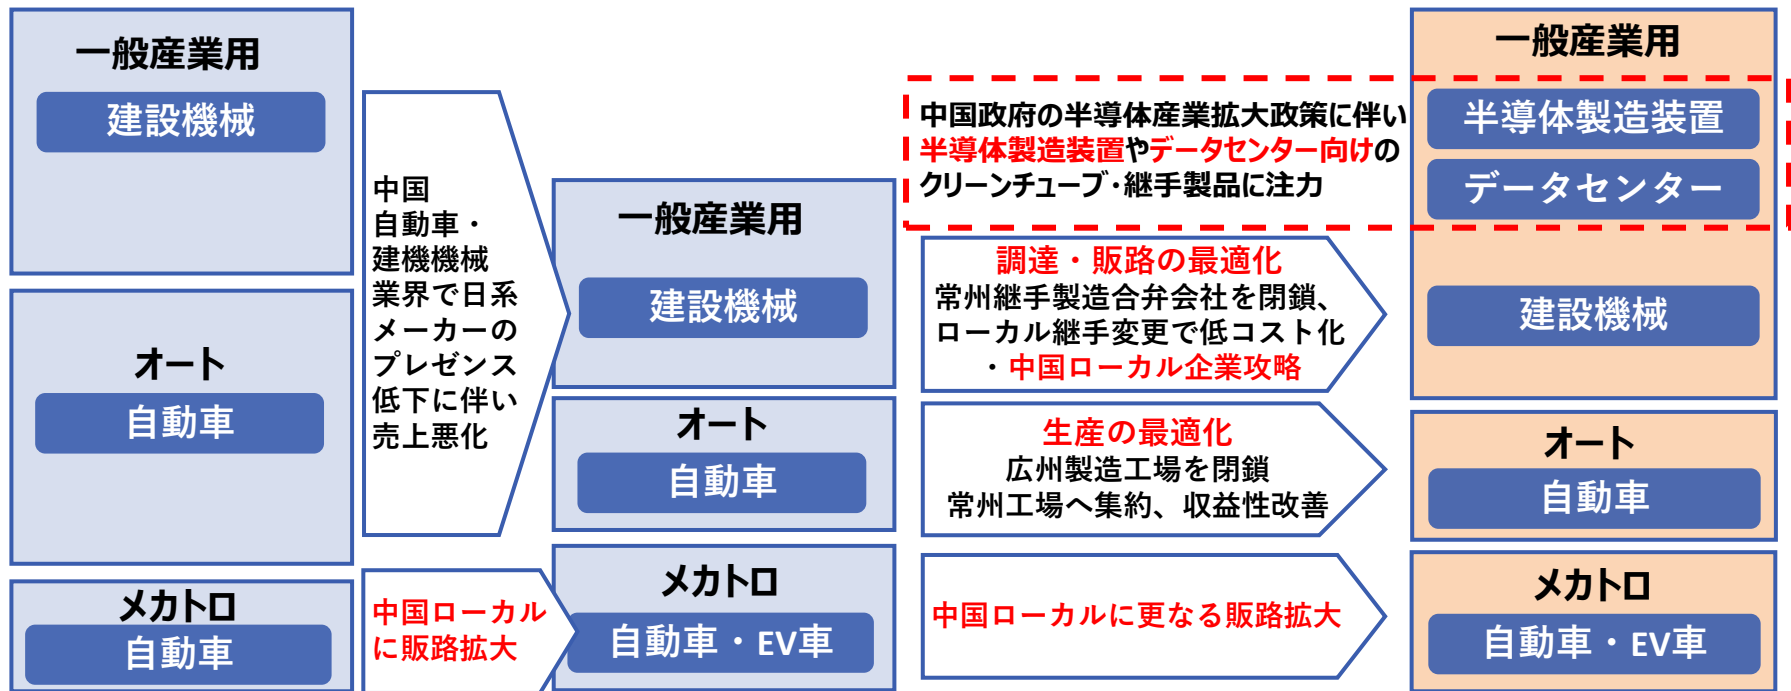 一般産業用
建設機械
オート
自動車
メカトロ
自動車
中国
自動車・
建機機械
業界で日系
メーカーの
プレゼンス
低下に伴い
売上悪化
中国ローカル
に販路拡大
一般産業用
建設機械
オート
自動車
メカトロ
自動車・EV車
中国政府の半導体産業拡大政策に伴い
半導体製造装置やデータセンター向けの
クリーンチューブ・継手製品に注力
調達・販路の最適化
常州継手製造合弁会社を閉鎖、
ローカル継手変更で低コスト化
・中国ローカル企業攻略
生産の最適化
広州製造工場を閉鎖
常州工場へ集約、収益性改善
中国ローカルに更なる販路拡大
一般産業用
半導体製造装置
データセンター
建設機械
オート
自動車
メカトロ
自動車・EV車